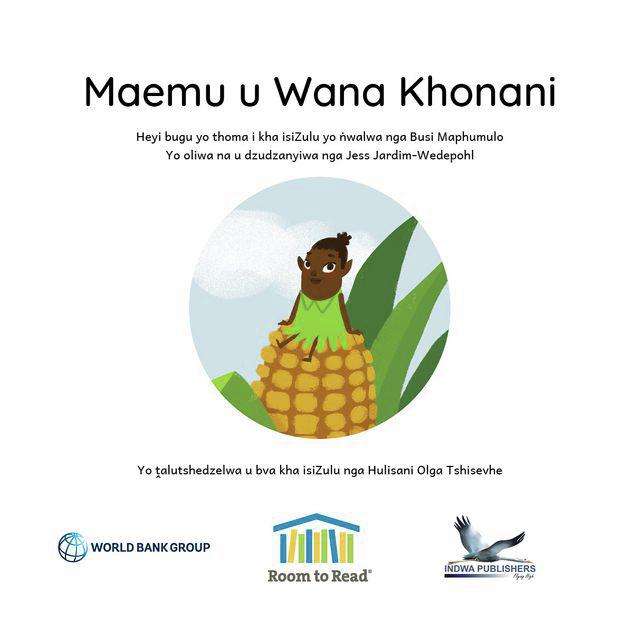 Maemu u Wana Khonani
Heyi bugu yo thoma i kha isiZulu yo ṅwalwa nga Busi Maphumulo
Yo oliwa na u dzudzanyiwa nga Jess Jardim-Wedepohl
Yo ṱalutshedzelwa u bva kha isiZulu nga Hulisani Olga Tshisevhe
WORLD BANK GROUP
Room to Read®
INDWA PUBLISHERS
Flying High